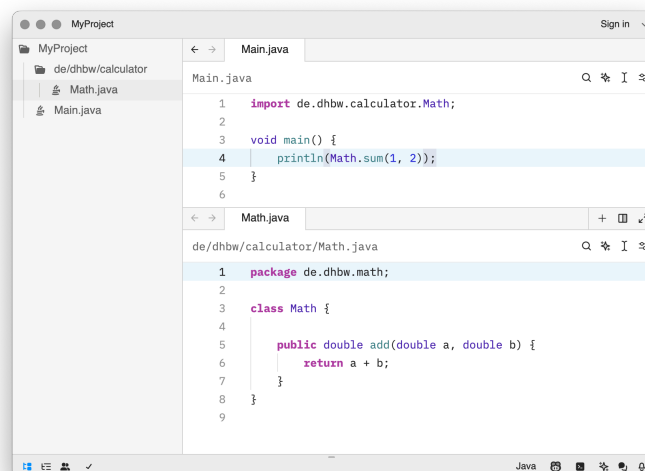 MyProject
Sign in
MyProject
de/dhbw/calculator
Math.java
Main.java
Main.java
Main.java
1 import de.dhbw.calculator.Math;
2
3 void main() {
4     println(Math.sum(1, 2));
5 }
6
Math.java
de/dhbw/calculator/Math.java
1 package de.dhbw.math;
2
3 class Math {
4
5     public double add(double a, double b) {
6         return a + b;
7     }
8 }
9
Java